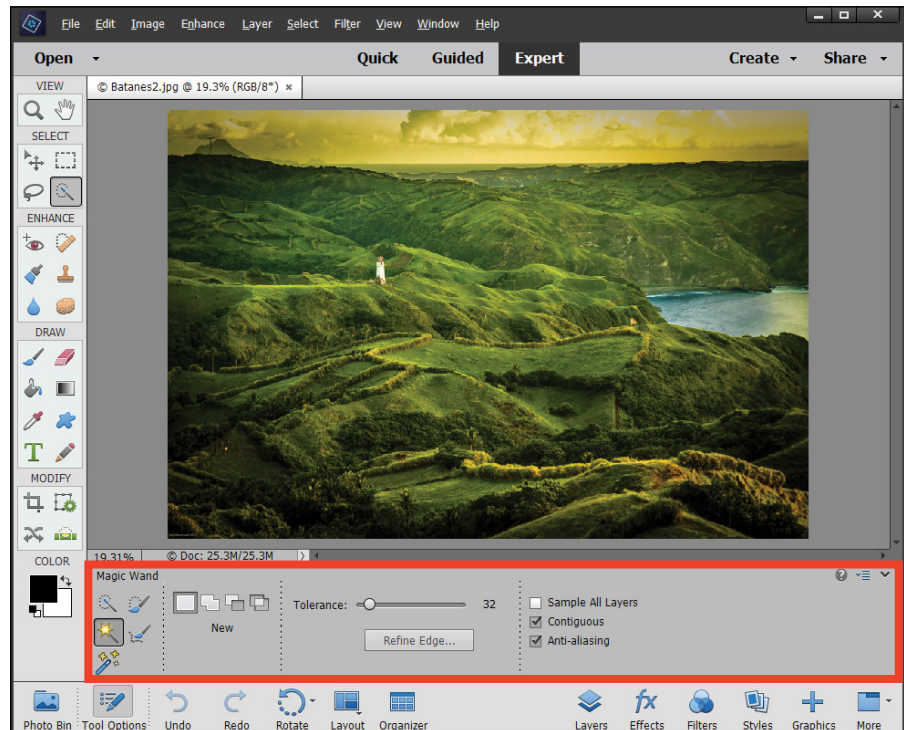 File Edit Image Enhance Layer Select Filter View Window Help
Open Quick Guided Expert Create Share
VIEW
© Batanes2.jpg @ 19.3% (RGB/8*) ×
SELECT
ENHANCE
DRAW
T
MODIFY
COLOR
19.31% © Doc: 25.3M/25.3M
Magic Wand
New
Tolerance: 32
Refine Edge...
Sample All Layers
Contiguous
Anti-aliasing
Photo Bin Tool Options Undo Redo Rotate Layout Organizer fx Layers Effects Filters Styles Graphics More